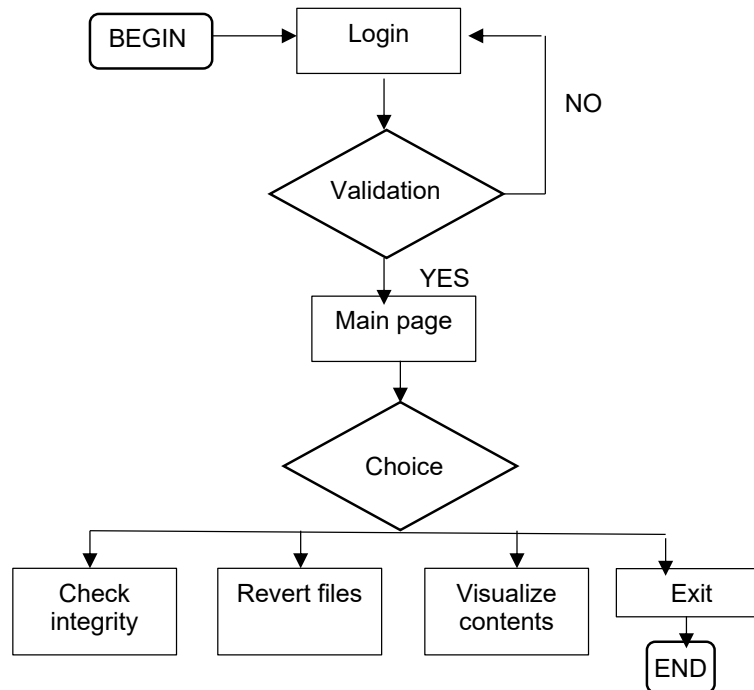 BEGIN
Login
NO
Validation
YES
Main page
Choice
Check
integrity
Revert files
Visualize
contents
Exit
END